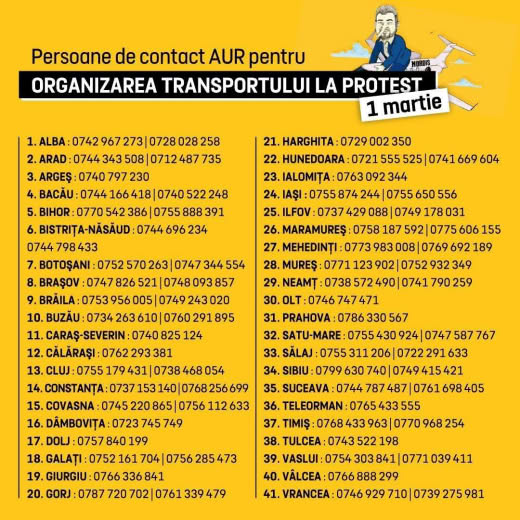 Persoane de contact AUR pentru
ORGANIZAREA TRANSPORTULUI LA PROTEST
1 martie
NORDIS
1. ALBA : 0742 967 273 | 0728 028 258
2. ARAD : 0744 343 508 | 0712 487 735
3. ARGEȘ : 0740 797 230
4. BACĂU : 0744 166 418 | 0740 522 248
5. BIHOR : 0770 542 386 | 0755 888 391
6. BISTRIȚA-NĂSĂUD : 0744 696 234
0744 798 433
7. BOTOȘANI : 0752 570 263 | 0747 344 554
8. BRAȘOV : 0747 826 521 | 0748 093 857
9. BRĂILA : 0753 956 005 | 0749 243 020
10. BUZĂU : 0734 263 610 | 0760 291 895
11. CARAȘ-SEVERIN : 0740 825 124
12. CĂLĂRAȘI : 0762 293 381
13. CLUJ : 0755 179 431 | 0738 468 054
14. CONSTANȚA : 0737 153 140 | 0768 256 699
15. COVASNA : 0745 220 865 | 0756 112 633
16. DÂMBOVIȚA : 0723 745 749
17. DOLJ : 0757 840 199
18. GALAȚI : 0752 161 704 | 0756 285 473
19. GIURGIU : 0766 336 841
20. GORJ : 0787 720 702 | 0761 339 479
21. HARGHITA : 0729 002 350
22. HUNEDOARA : 0721 555 525 | 0741 669 604
23. IALOMIȚA : 0763 092 344
24. IAȘI : 0755 874 244 | 0755 650 556
25. ILFOV : 0737 429 088 | 0749 178 031
26. MARAMUREȘ : 0758 187 592 | 0775 606 155
27. MEHEDINȚI : 0773 983 008 | 0769 692 189
28. MUREȘ : 0771 123 902 | 0752 932 349
29. NEAMȚ : 0738 572 490 | 0741 790 259
30. OLT : 0746 747 471
31. PRAHOVA : 0786 330 567
32. SATU-MARE : 0755 430 924 | 0747 587 767
33. SĂLAJ : 0755 311 206 | 0722 291 633
34. SIBIU : 0799 630 740 | 0749 415 421
35. SUCEAVA : 0744 787 487 | 0761 698 405
36. TELEORMAN : 0765 433 555
37. TIMIȘ : 0768 433 963 | 0770 968 254
38. TULCEA : 0743 522 198
39. VASLUI : 0754 303 841 | 0771 039 411
40. VÂLCEA : 0766 888 299
41. VRANCEA : 0746 929 710 | 0739 275 981